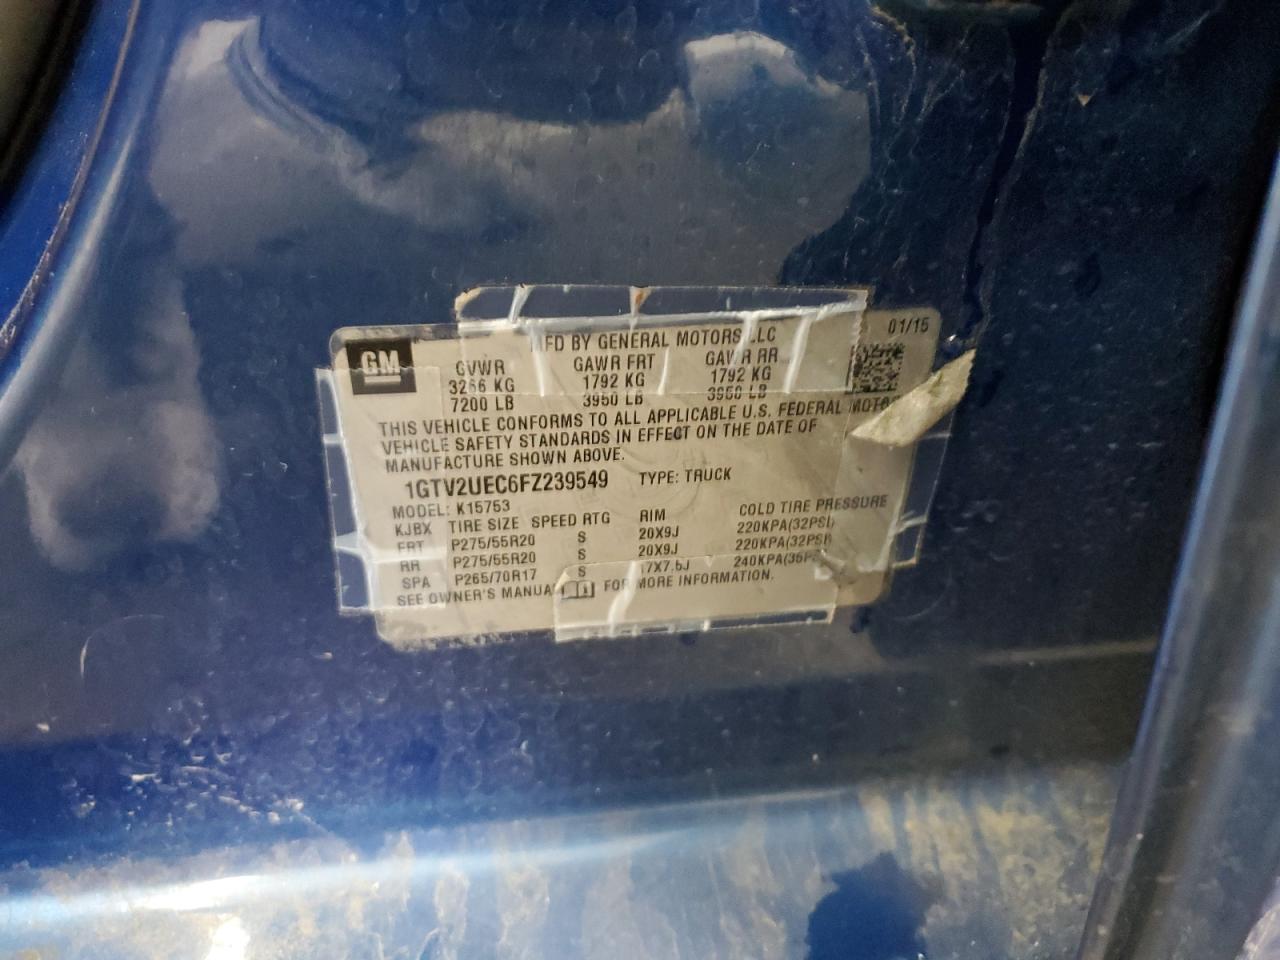 MFD BY GENERAL MOTORS LLC 01/15
GM
GVWR GAWR FRT GAWR RR
3266 KG 1792 KG 1792 KG
7200 LB 3950 LB 3950 LB
THIS VEHICLE CONFORMS TO ALL APPLICABLE U.S. FEDERAL MOTOR
VEHICLE SAFETY STANDARDS IN EFFECT ON THE DATE OF
MANUFACTURE SHOWN ABOVE.
1GTV2UEC6FZ239549 TYPE: TRUCK
MODEL: K15753
KJBX TIRE SIZE SPEED RTG RIM COLD TIRE PRESSURE
FRT P275/55R20 S 20X9J 220KPA(32PSI)
RR P275/55R20 S 20X9J 220KPA(32PSI)
SPA P265/70R17 S 17X7.5J 240KPA(35PS
SEE OWNER'S MANUAL FOR MORE INFORMATION.